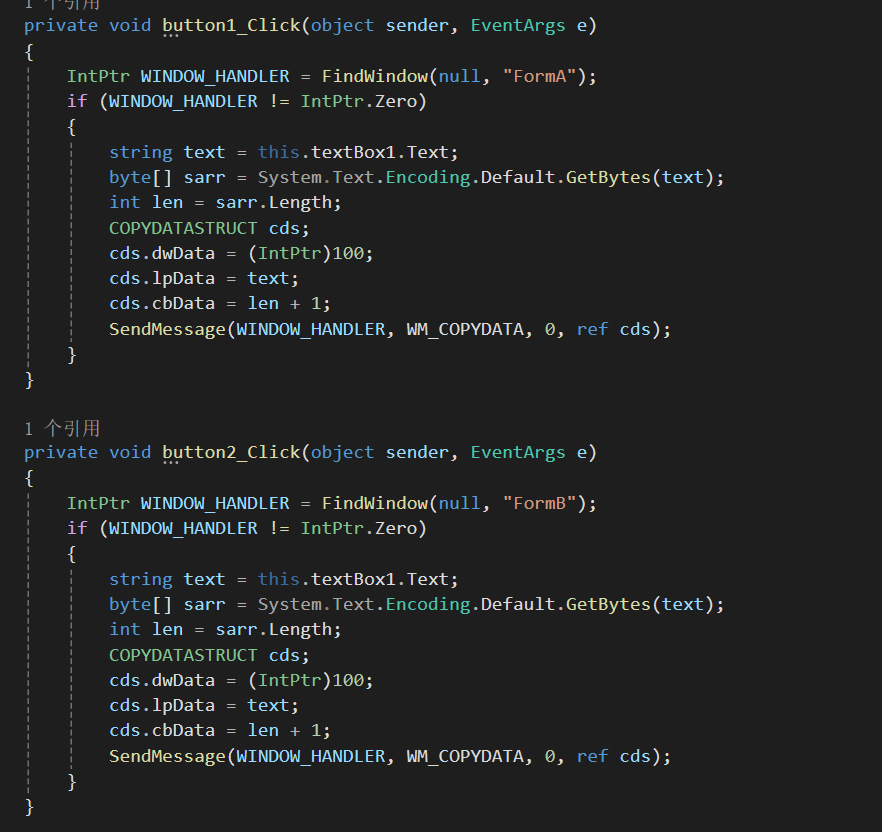 1 个引用
private void button1_Click(object sender, EventArgs e)
{
IntPtr WINDOW_HANDLER = FindWindow(null, "FormA");
if (WINDOW_HANDLER != IntPtr.Zero)
{
string text = this.textBox1.Text;
byte[] sarr = System.Text.Encoding.Default.GetBytes(text);
int len = sarr.Length;
COPYDATASTRUCT cds;
cds.dwData = (IntPtr)100;
cds.lpData = text;
cds.cbData = len + 1;
SendMessage(WINDOW_HANDLER, WM_COPYDATA, 0, ref cds);
}
}
1 个引用
private void button2_Click(object sender, EventArgs e)
{
IntPtr WINDOW_HANDLER = FindWindow(null, "FormB");
if (WINDOW_HANDLER != IntPtr.Zero)
{
string text = this.textBox1.Text;
byte[] sarr = System.Text.Encoding.Default.GetBytes(text);
int len = sarr.Length;
COPYDATASTRUCT cds;
cds.dwData = (IntPtr)100;
cds.lpData = text;
cds.cbData = len + 1;
SendMessage(WINDOW_HANDLER, WM_COPYDATA, 0, ref cds);
}
}